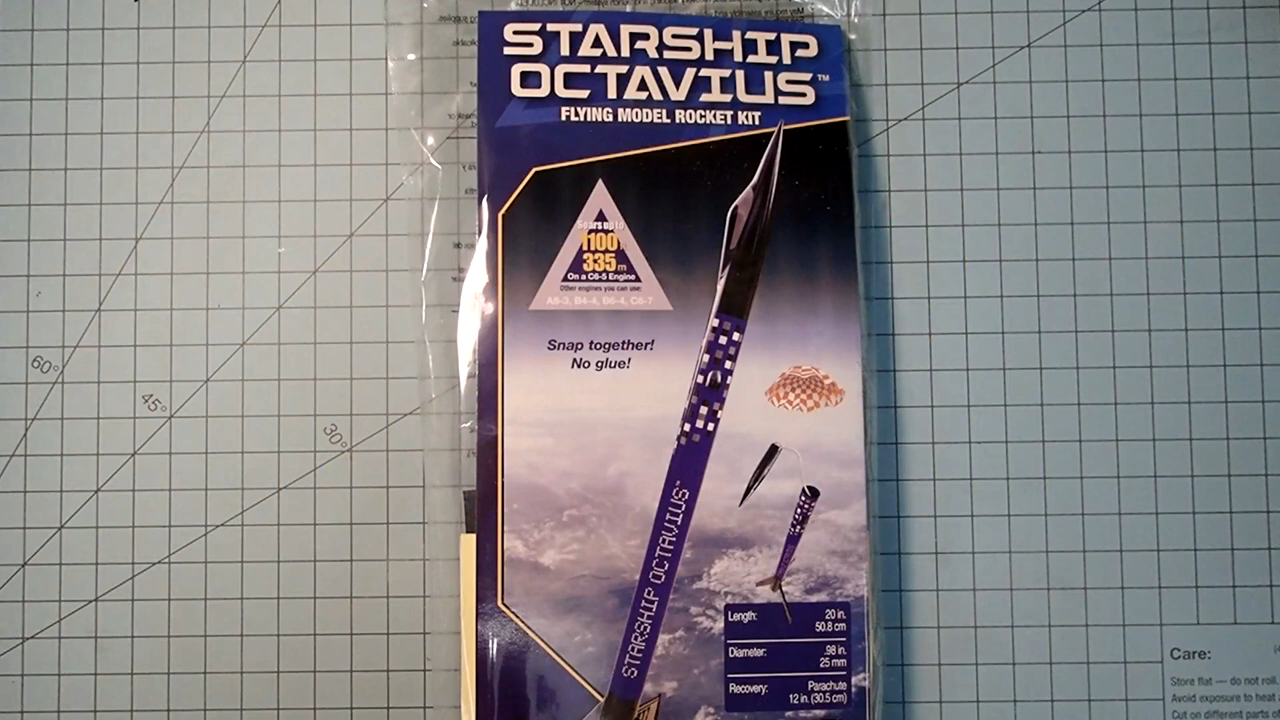 STARSHIP
OCTAVIUS™
FLYING MODEL ROCKET KIT
Soars up to
1100
335 m
On a C6-5 Engine
Other engines you can use:
A8-3, B4-4, B6-4, C6-7
Snap together!
No glue!
STARSHIP OCTAVIUS™
Length: 20 in.
50.8 cm
Diameter: .98 in.
25 mm
Recovery: Parachute
12 in. (30.5 cm)
60°
45°
30°
Care:
Store flat — do not roll.
Avoid exposure to heat
Cut on different parts of